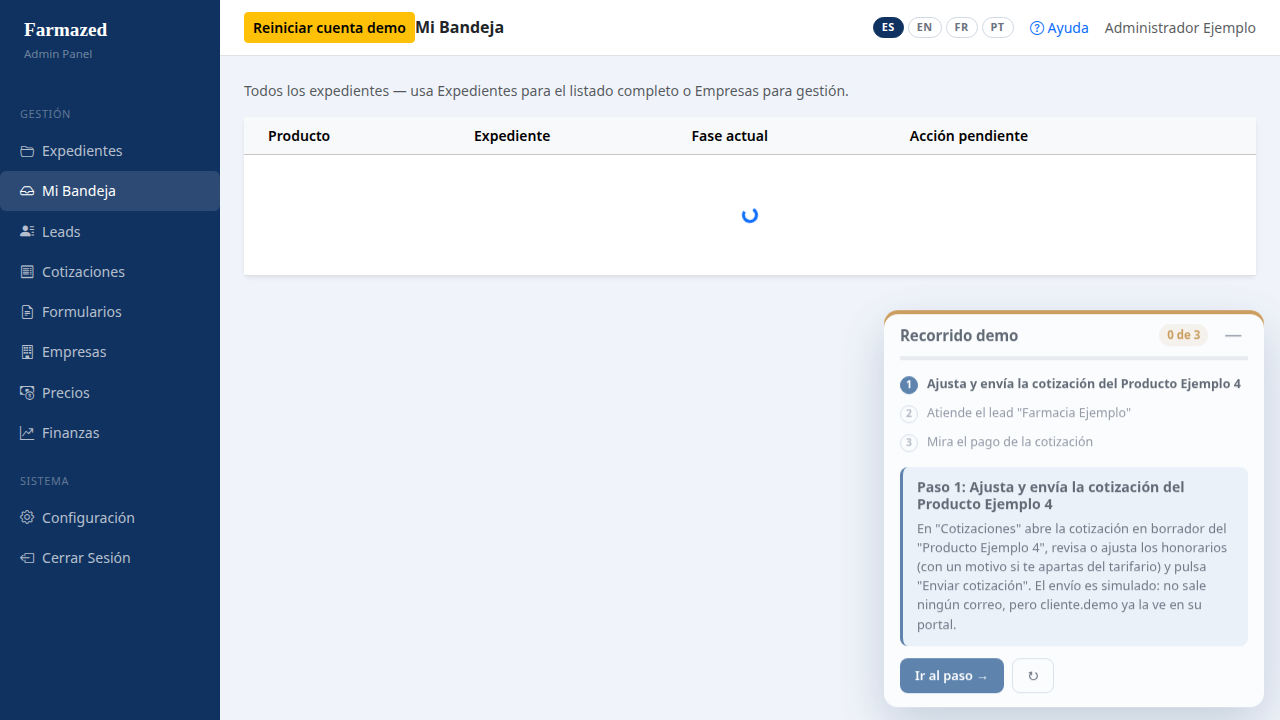 Farmazed
Admin Panel
GESTIÓN
Expedientes
Mi Bandeja
Leads
Cotizaciones
Formularios
Empresas
Precios
Finanzas
SISTEMA
Configuración
Cerrar Sesión
Reiniciar cuenta demo
Mi Bandeja
ES EN FR PT
Ayuda
Administrador Ejemplo
Todos los expedientes — usa Expedientes para el listado completo o Empresas para gestión.
Producto Expediente Fase actual Acción pendiente
Recorrido demo 0 de 3 —
1 Ajusta y envía la cotización del Producto Ejemplo 4
2 Atiende el lead "Farmacia Ejemplo"
3 Mira el pago de la cotización
Paso 1: Ajusta y envía la cotización del
Producto Ejemplo 4
En "Cotizaciones" abre la cotización en borrador del
"Producto Ejemplo 4", revisa o ajusta los honorarios
(con un motivo si te apartas del tarifario) y pulsa
"Enviar cotización". El envío es simulado: no sale
ningún correo, pero cliente.demo ya la ve en su
portal.
Ir al paso → ↻